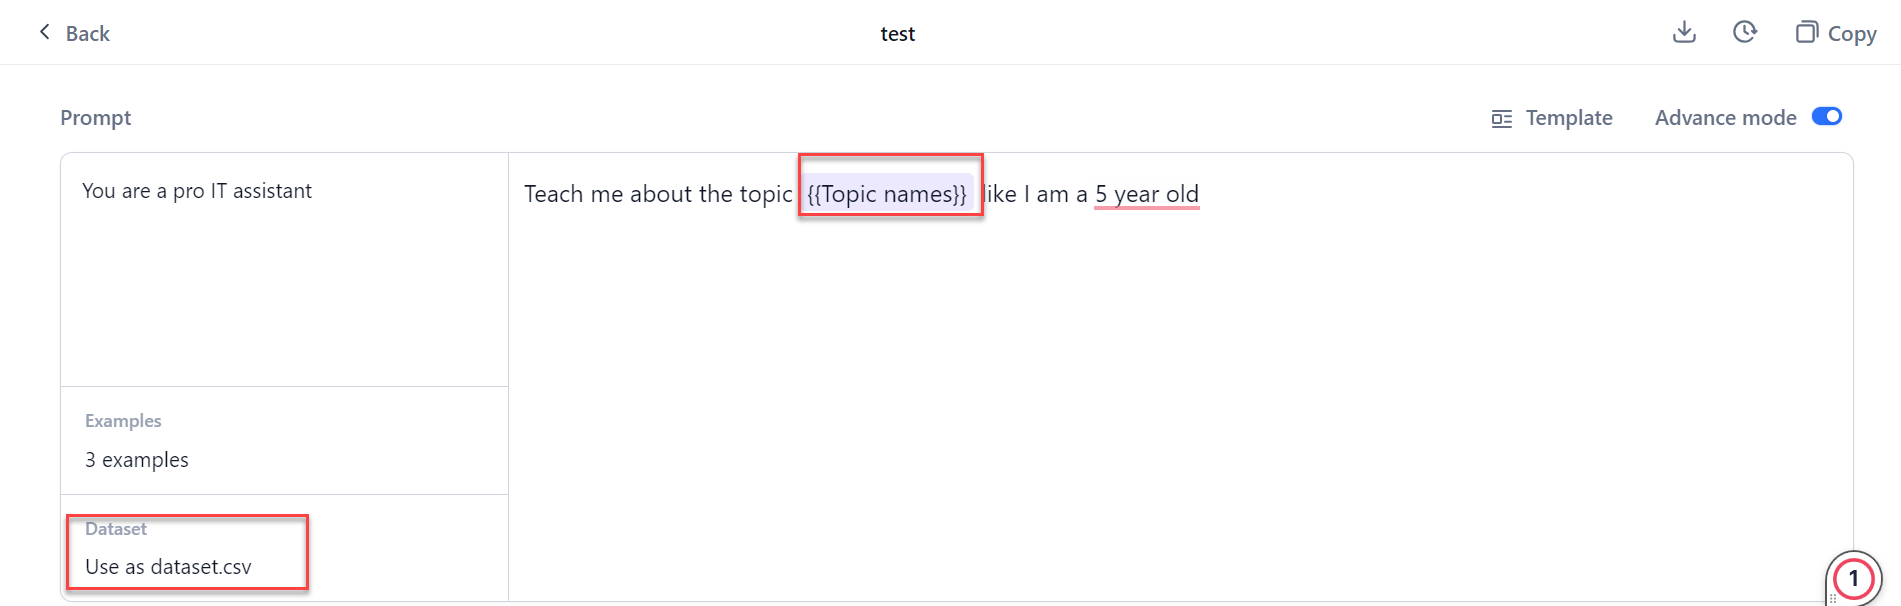 Back
test
Copy
Prompt
Template
Advance mode
You are a pro IT assistant
Teach me about the topic {{Topic names}} like I am a 5 year old
Examples
3 examples
Dataset
Use as dataset.csv
1